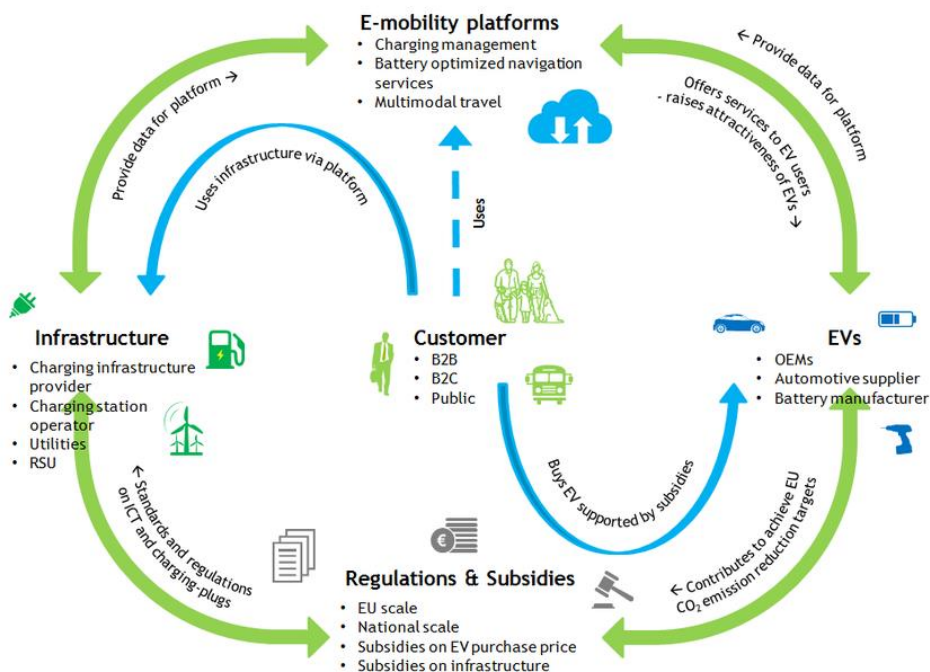 E-mobility platforms
• Charging management
• Battery optimized navigation
services
• Multimodal travel
← Provide data for platform
Offers services to EV users
- raises attractiveness
of EVs →
Provide data for platform →
Uses infrastructure via platform
Uses
Infrastructure
• Charging infrastructure
provider
• Charging station
operator
• Utilities
• RSU
Customer
• B2B
• B2C
• Public
EVs
• OEMs
• Automotive supplier
• Battery manufacturer
Buys EV supported by subsidies
← Standards and regulations
on ICT and charging-plugs
€
← Contributes to achieve EU
CO₂ emission reduction targets
Regulations & Subsidies
• EU scale
• National scale
• Subsidies on EV purchase price
• Subsidies on infrastructure